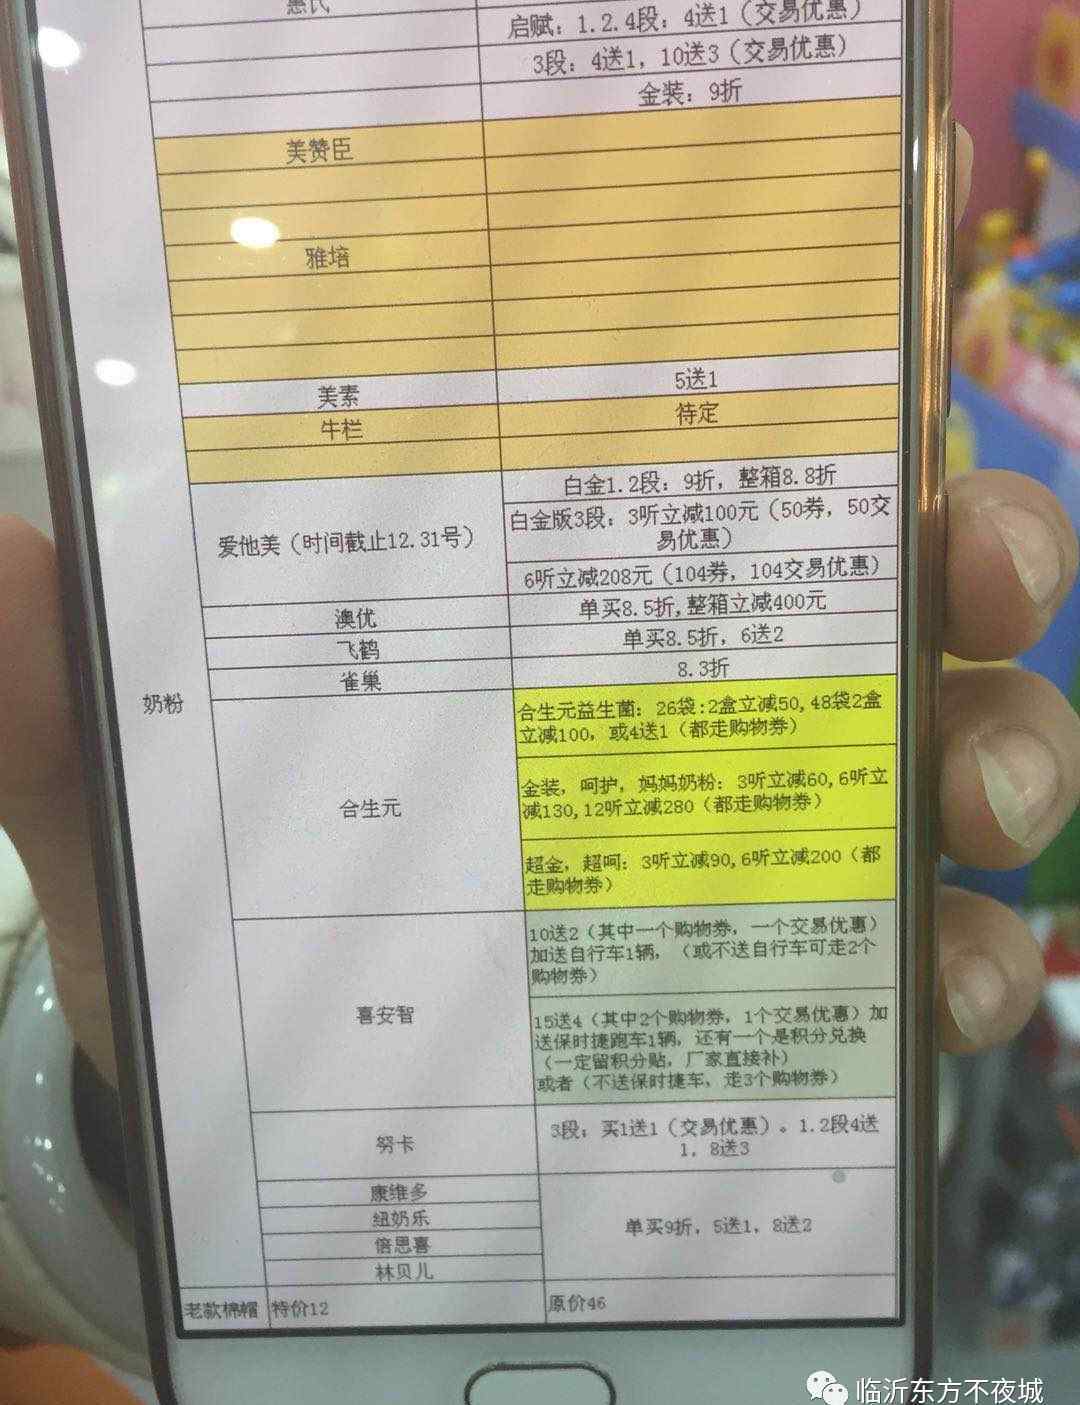 惠氏
启赋：1.2.4段：4送1（交易优惠）
3段：4送1，10送3（交易优惠）
金装：9折
美赞臣
雅培
美素
5送1
牛栏
待定
爱他美（时间截止12.31号）
白金1.2段：9折，整箱8.8折
白金版3段：3听立减100元（50券，50交
易优惠）
6听立减208元（104券，104交易优惠）
澳优
单买8.5折,整箱立减400元
飞鹤
单买8.5折，6送2
雀巢
8.3折
奶粉
合生元
合生元益生菌：26袋:2盒立减50,48袋2盒
立减100，或4送1（都走购物券）
金装，呵护，妈妈奶粉：3听立减60,6听立
减130,12听立减280（都走购物券）
超金，超呵：3听立减90,6听立减200（都
走购物券）
喜安智
10送2（其中一个购物券，一个交易优惠）
加送自行车1辆，（或不送自行车可走2个
购物券）
15送4（其中2个购物券，1个交易优惠）加
送保时捷跑车1辆，还有一个是积分兑换
（一定留积分贴，厂家直接补）
或者（不送保时捷车，走3个购物券）
努卡
3段：买1送1（交易优惠）。1.2段4送
1，8送3
康维多
纽奶乐
倍思喜
林贝儿
单买9折，5送1，8送2
老款棉帽
特价12
原价46
临沂东方不夜城